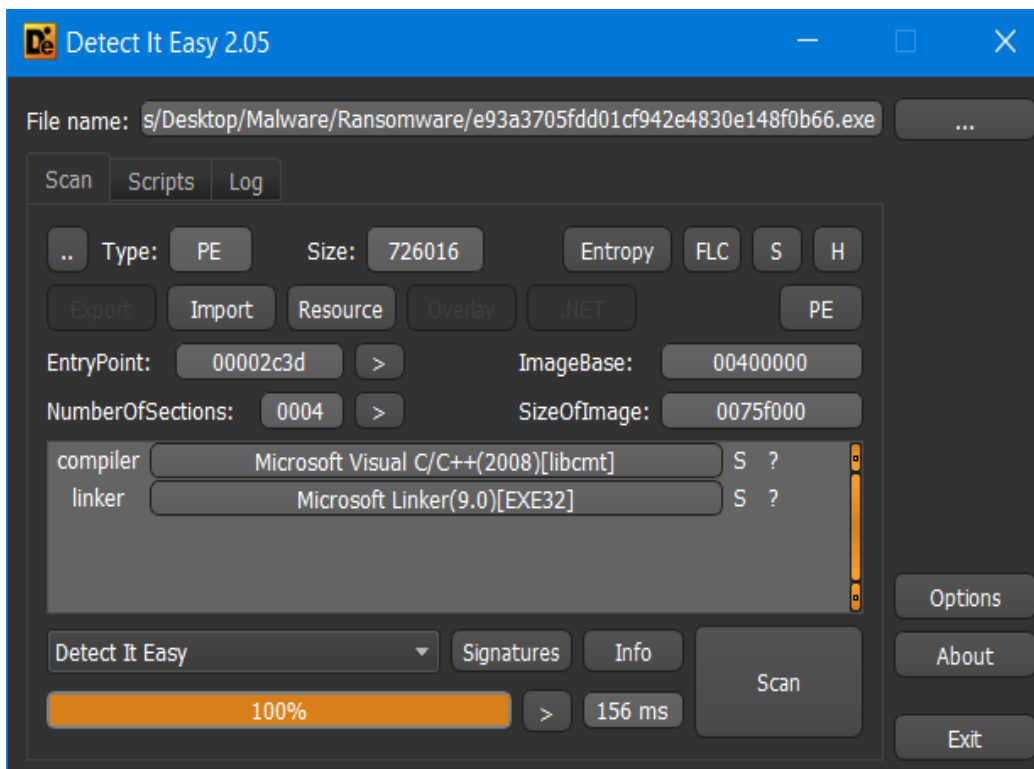 Detect It Easy 2.05
File name: s/Desktop/Malware/Ransomware/e93a3705fdd01cf942e4830e148f0b66.exe ...
Scan Scripts Log
.. Type: PE Size: 726016 Entropy FLC S H
Export Import Resource Overlay .NET PE
EntryPoint: 00002c3d > ImageBase: 00400000
NumberOfSections: 0004 > SizeOfImage: 0075f000
compiler Microsoft Visual C/C++(2008)[libcmt] S ?
linker Microsoft Linker(9.0)[EXE32] S ?
Options
Detect It Easy Signatures Info Scan About
100% > 156 ms
Exit